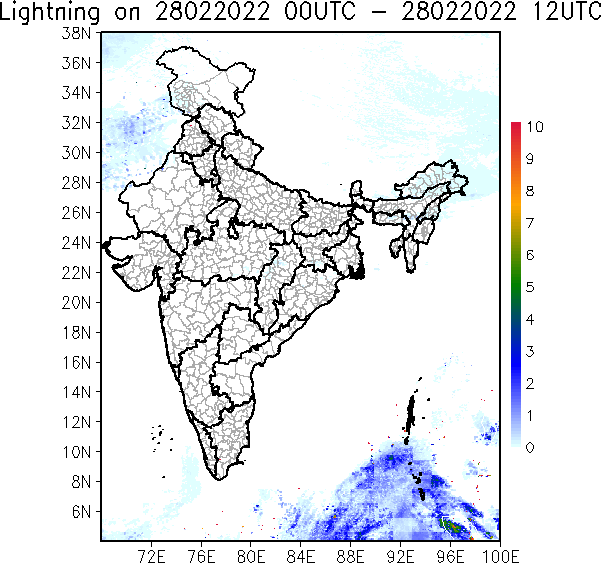 Lightning on 28022022 00UTC – 28022022 12UTC
38N
36N
34N
32N
30N
28N
26N
24N
22N
20N
18N
16N
14N
12N
10N
8N
6N
72E 76E 80E 84E 88E 92E 96E 100E
10
9
8
7
6
5
4
3
2
1
0